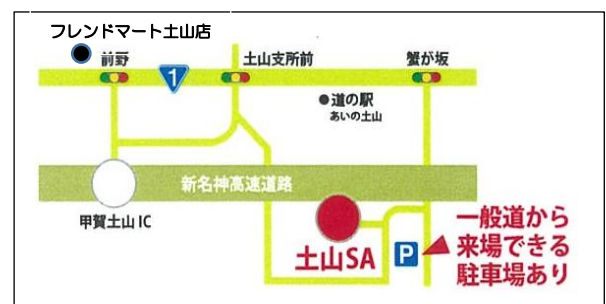 フレンドマート土山店
前野
土山支所前
蟹が坂
1
●道の駅
あいの土山
新名神高速道路
甲賀土山IC
土山SA
P
一般道から
来場できる
駐車場あり